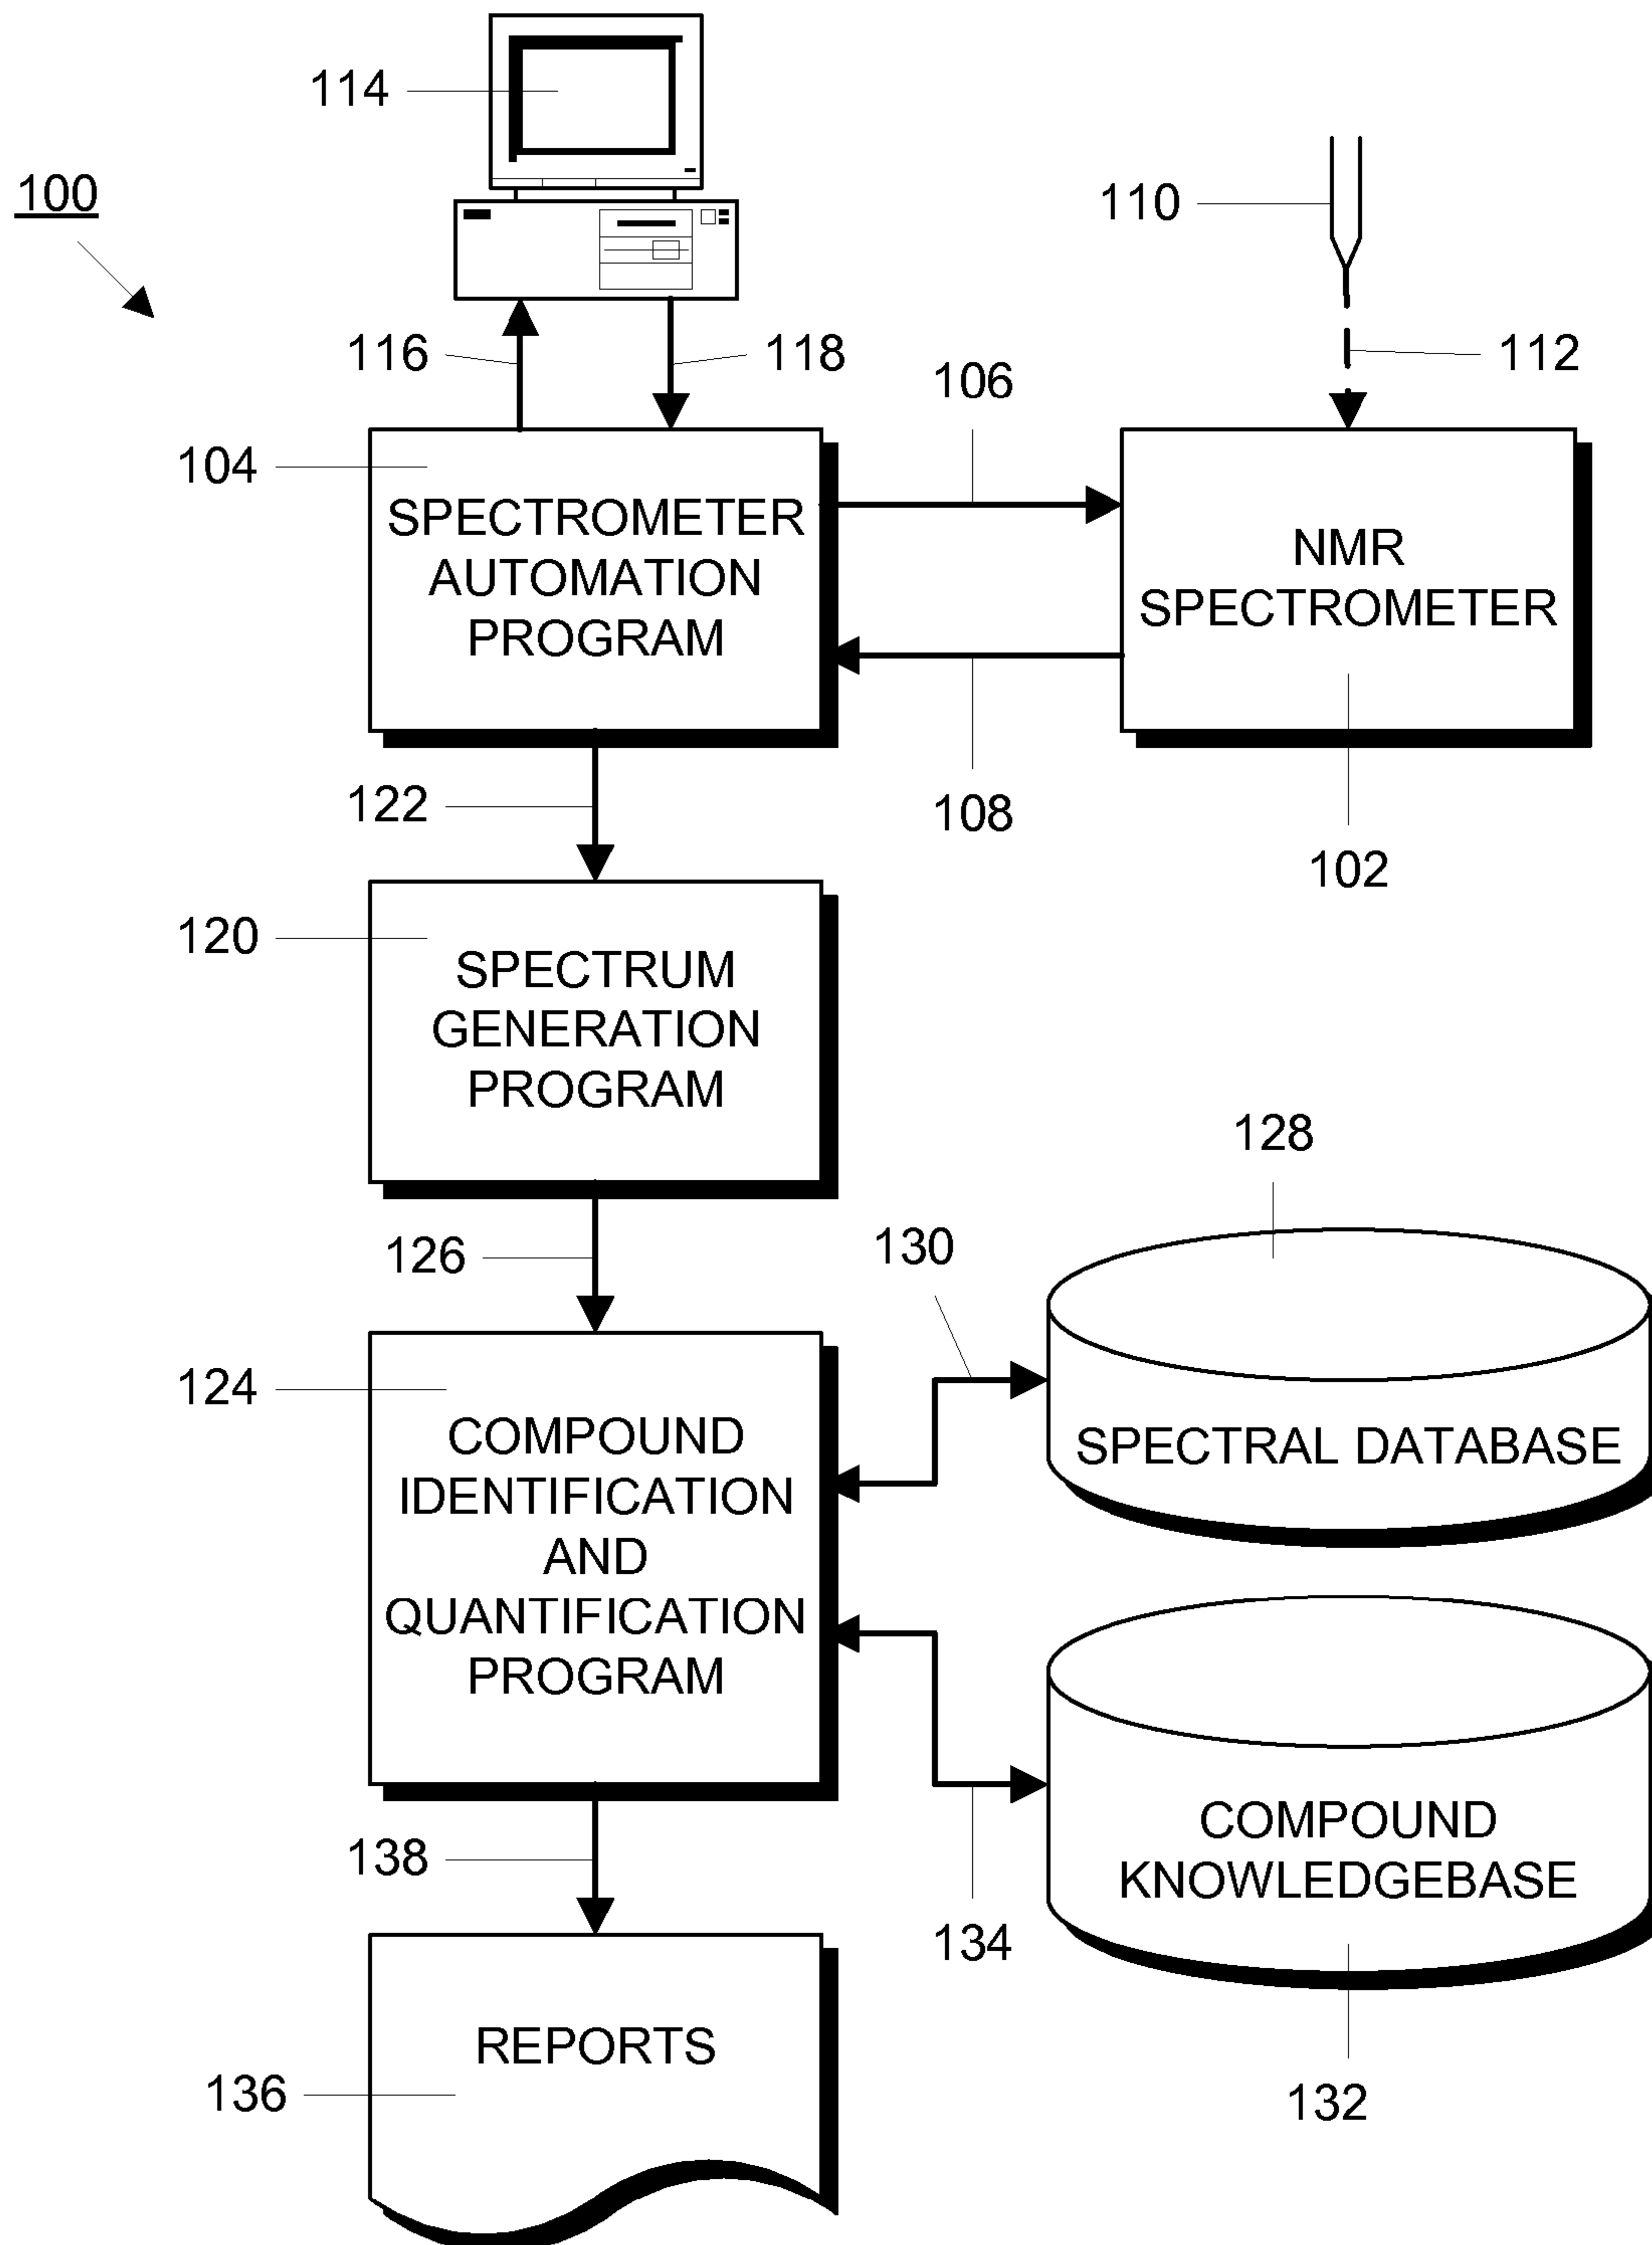 114
100
110
116
118
112
106
104
SPECTROMETER
AUTOMATION
PROGRAM
NMR
SPECTROMETER
122
108
102
120
SPECTRUM
GENERATION
PROGRAM
128
126
130
124
COMPOUND
IDENTIFICATION
AND
QUANTIFICATION
PROGRAM
SPECTRAL DATABASE
138
COMPOUND
KNOWLEDGEBASE
134
REPORTS
136
132